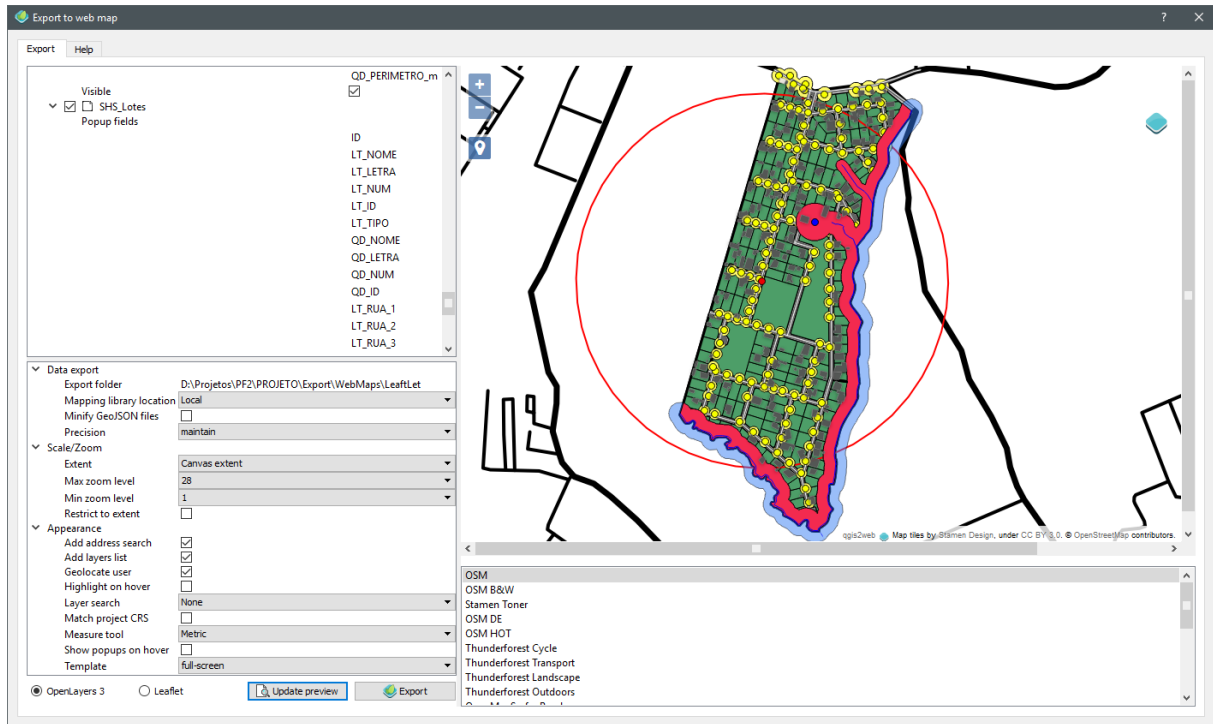 Export to web map
? ×
Export Help
QD_PERIMETRO_m
Visible
SHS_Lotes
Popup fields
ID
LT_NOME
LT_LETRA
LT_NUM
LT_ID
LT_TIPO
QD_NOME
QD_LETRA
QD_NUM
QD_ID
LT_RUA_1
LT_RUA_2
LT_RUA_3
Data export
Export folder D:\Projetos\PF2\PROJETO\Export\WebMaps\LeaftLet
Mapping library location Local
Minify GeoJSON files
Precision maintain
Scale/Zoom
Extent Canvas extent
Max zoom level 28
Min zoom level 1
Restrict to extent
Appearance
Add address search
Add layers list
Geolocate user
Highlight on hover
Layer search None
Match project CRS
Measure tool Metric
Show popups on hover
Template full-screen
OpenLayers 3 Leaflet Update preview Export
+
−
qgis2web Map tiles by Stamen Design, under CC BY 3.0. © OpenStreetMap contributors.
OSM
OSM B&W
Stamen Toner
OSM DE
OSM HOT
Thunderforest Cycle
Thunderforest Transport
Thunderforest Landscape
Thunderforest Outdoors